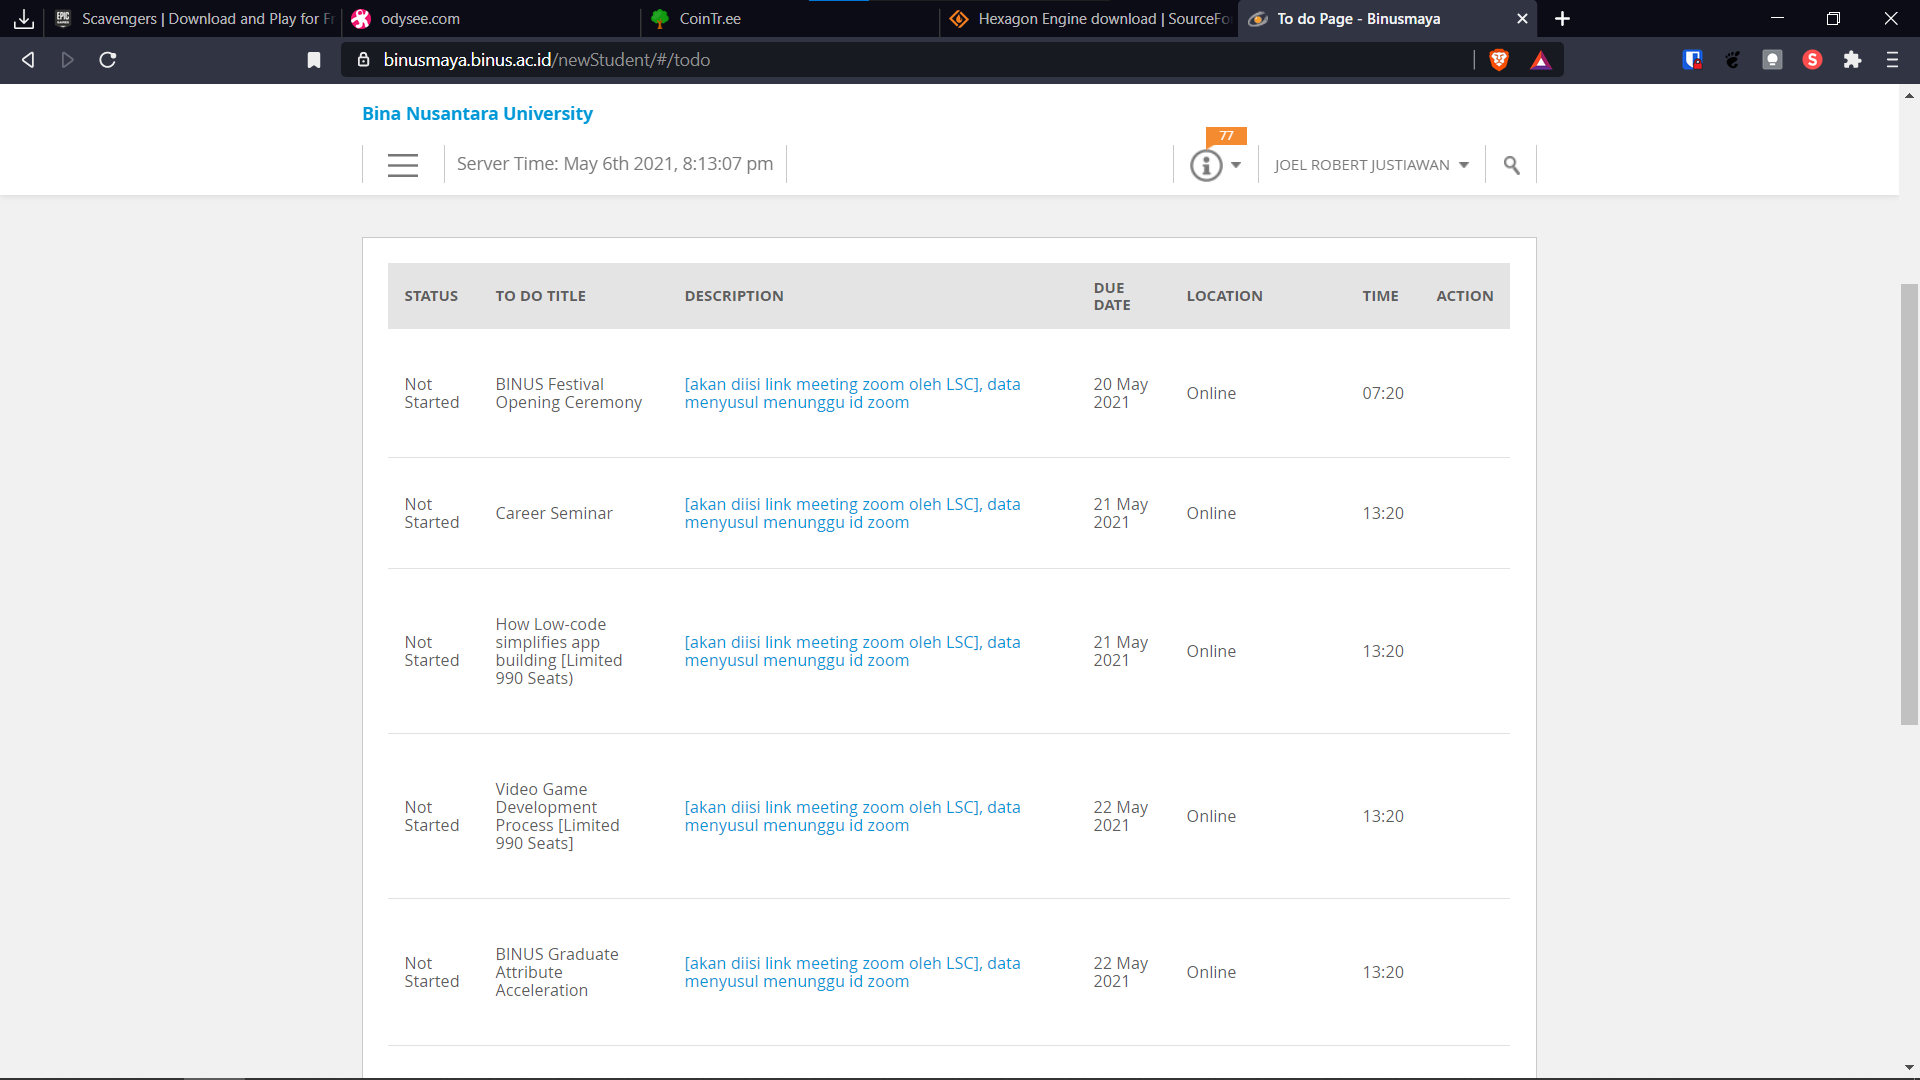 Scavengers | Download and Play for Fr
odysee.com
CoinTr.ee
Hexagon Engine download | SourceFo
To do Page - Binusmaya
binusmaya.binus.ac.id/newStudent/#/todo
Bina Nusantara University
77
Server Time: May 6th 2021, 8:13:07 pm
JOEL ROBERT JUSTIAWAN
STATUS TO DO TITLE DESCRIPTION DUE DATE LOCATION TIME ACTION
Not Started
BINUS Festival
Opening Ceremony
[akan diisi link meeting zoom oleh LSC], data
menyusul menunggu id zoom
20 May
2021
Online
07:20
Not Started
Career Seminar
[akan diisi link meeting zoom oleh LSC], data
menyusul menunggu id zoom
21 May
2021
Online
13:20
Not Started
How Low-code
simplifies app
building [Limited
990 Seats)
[akan diisi link meeting zoom oleh LSC], data
menyusul menunggu id zoom
21 May
2021
Online
13:20
Not Started
Video Game
Development
Process [Limited
990 Seats]
[akan diisi link meeting zoom oleh LSC], data
menyusul menunggu id zoom
22 May
2021
Online
13:20
Not Started
BINUS Graduate
Attribute
Acceleration
[akan diisi link meeting zoom oleh LSC], data
menyusul menunggu id zoom
22 May
2021
Online
13:20